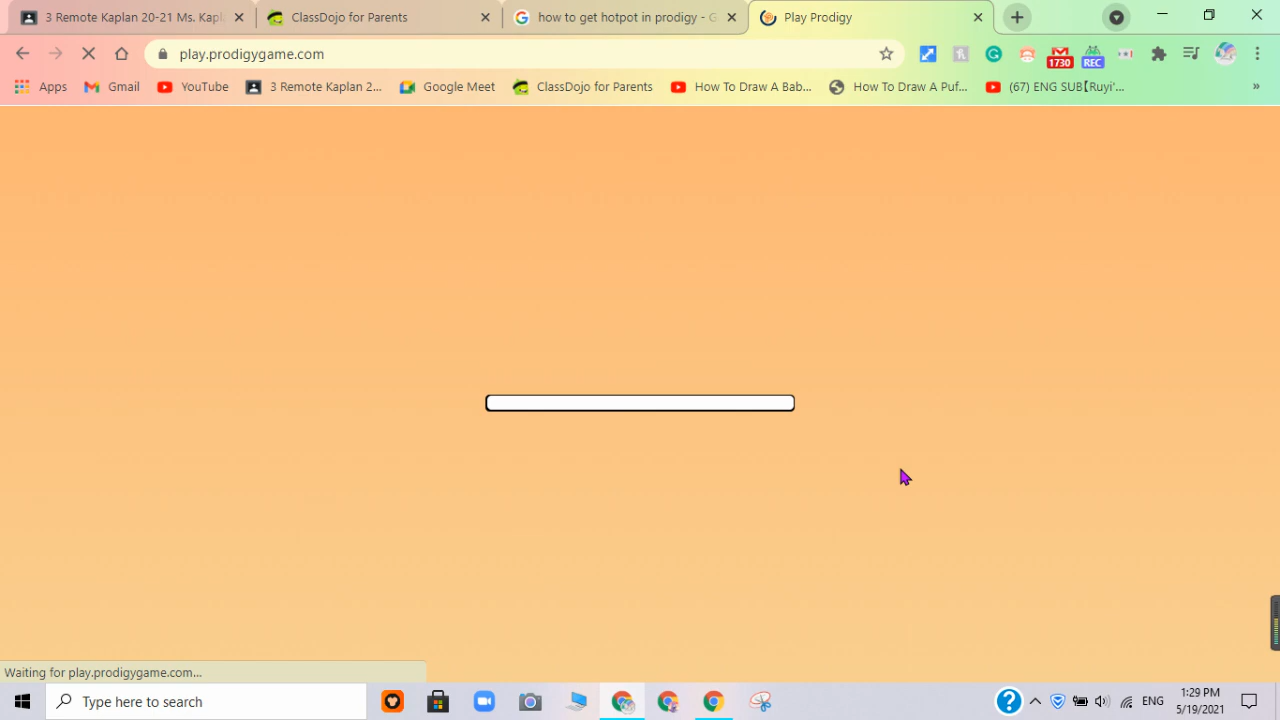 3 Remote Kaplan 20-21 Ms. Kapl
ClassDojo for Parents
how to get hotpot in prodigy - G
Play Prodigy
play.prodigygame.com
1730
REC
Apps
Gmail
YouTube
3 Remote Kaplan 2...
Google Meet
ClassDojo for Parents
How To Draw A Bab...
How To Draw A Puf...
(67) ENG SUB【Ruyi'...
»
Waiting for play.prodigygame.com...
Type here to search
ENG
1:29 PM
5/19/2021